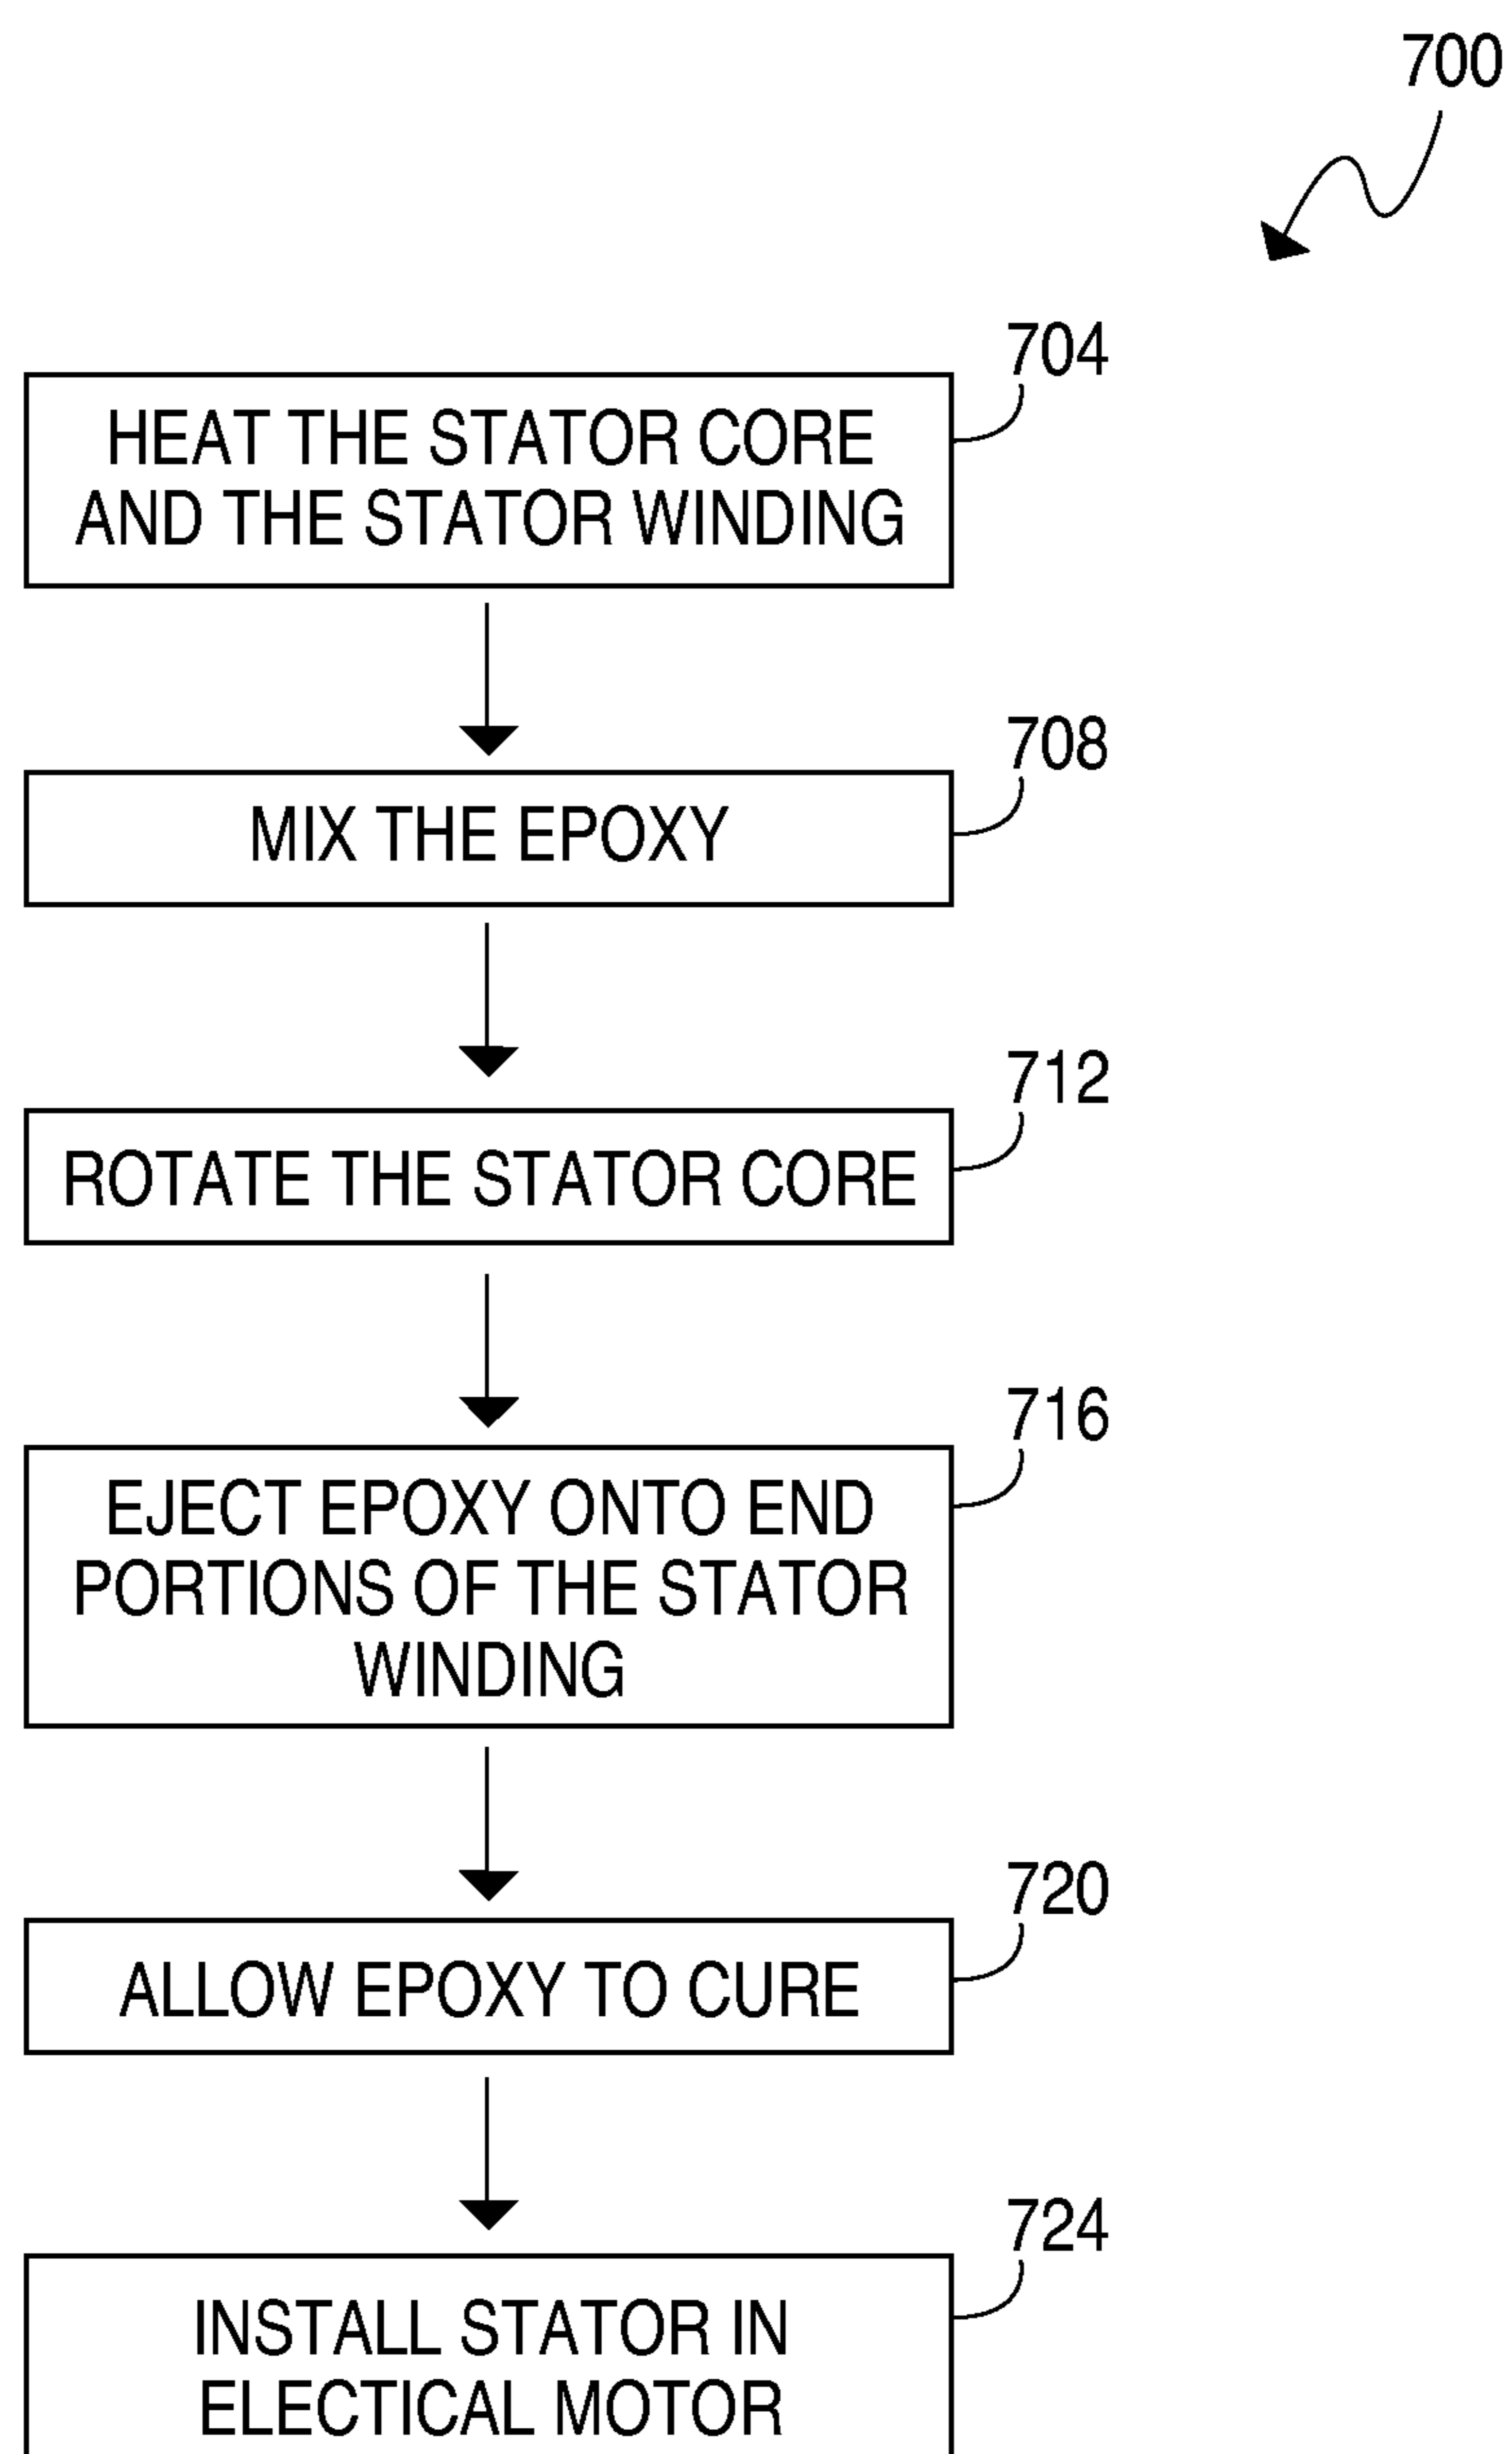 700
704
HEAT THE STATOR CORE
AND THE STATOR WINDING
708
MIX THE EPOXY
712
ROTATE THE STATOR CORE
716
EJECT EPOXY ONTO END
PORTIONS OF THE STATOR
WINDING
720
ALLOW EPOXY TO CURE
724
INSTALL STATOR IN
ELECTICAL MOTOR